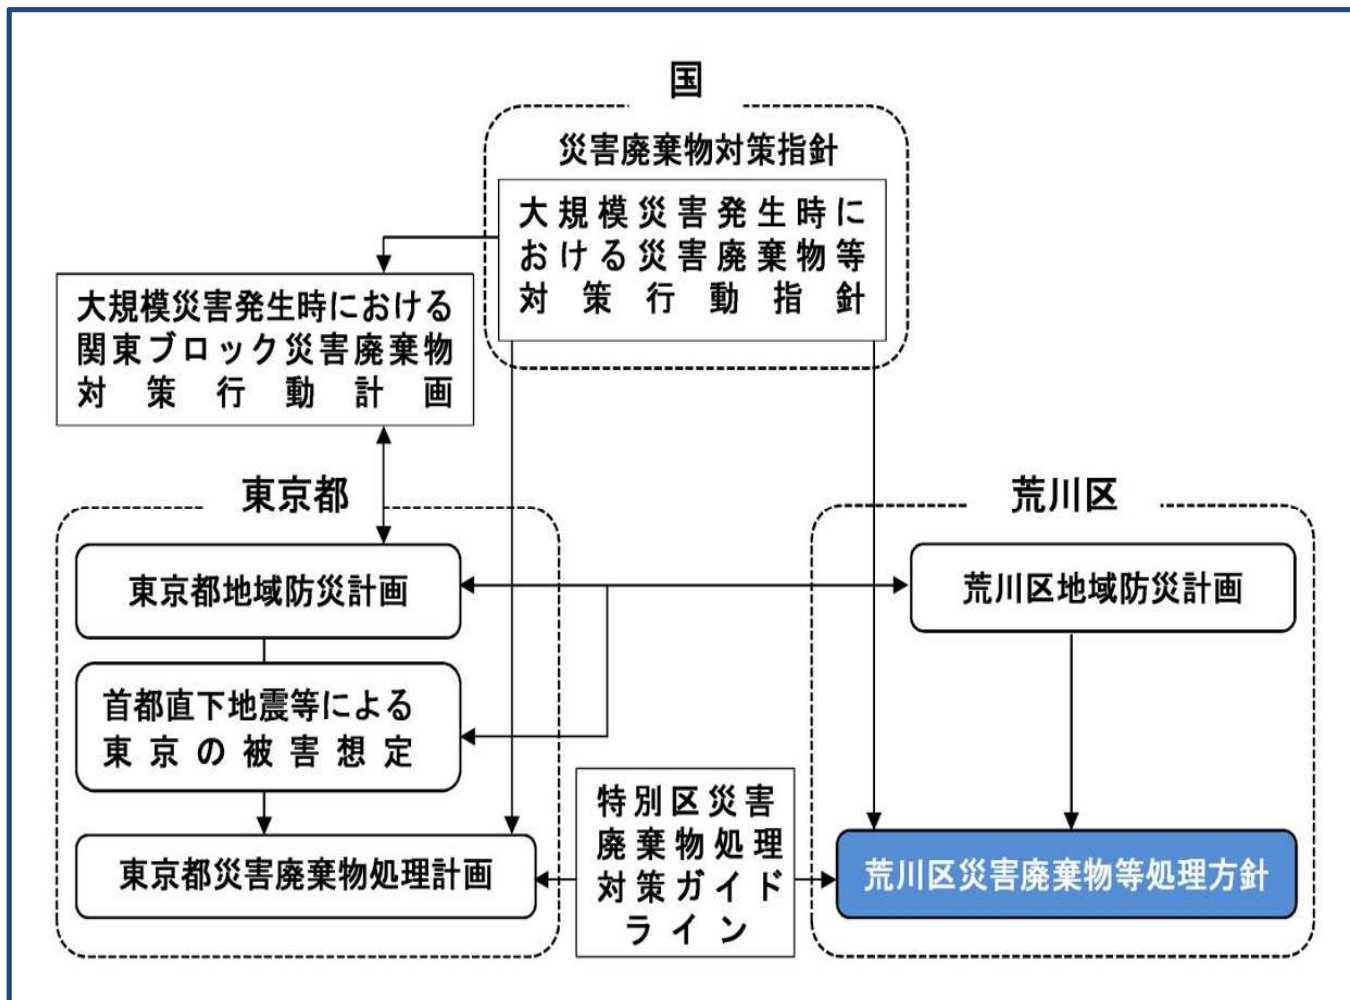 国
災害廃棄物対策指針
大規模災害発生時に
おける災害廃棄物等
対策行動指針
大規模災害発生時における
関東ブロック災害廃棄物
対策行動計画
東京都
東京都地域防災計画
首都直下地震等による
東京の被害想定
東京都災害廃棄物処理計画
特別区災害
廃棄物処理
対策ガイド
ライン
荒川区
荒川区地域防災計画
荒川区災害廃棄物等処理方針